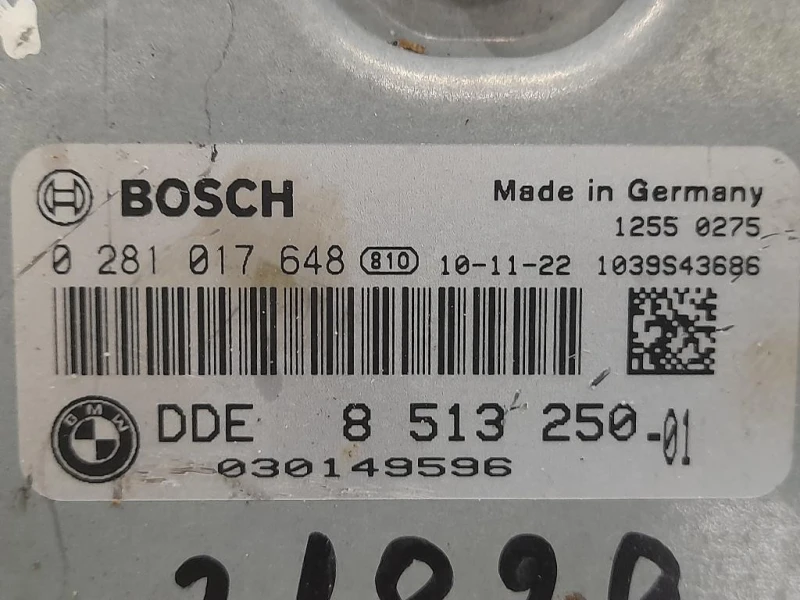 BOSCH
Made in Germany
1255 0275
0 281 017 648 810 10-11-22 1039S43686
BMW
DDE 8 513 250-01
030149596